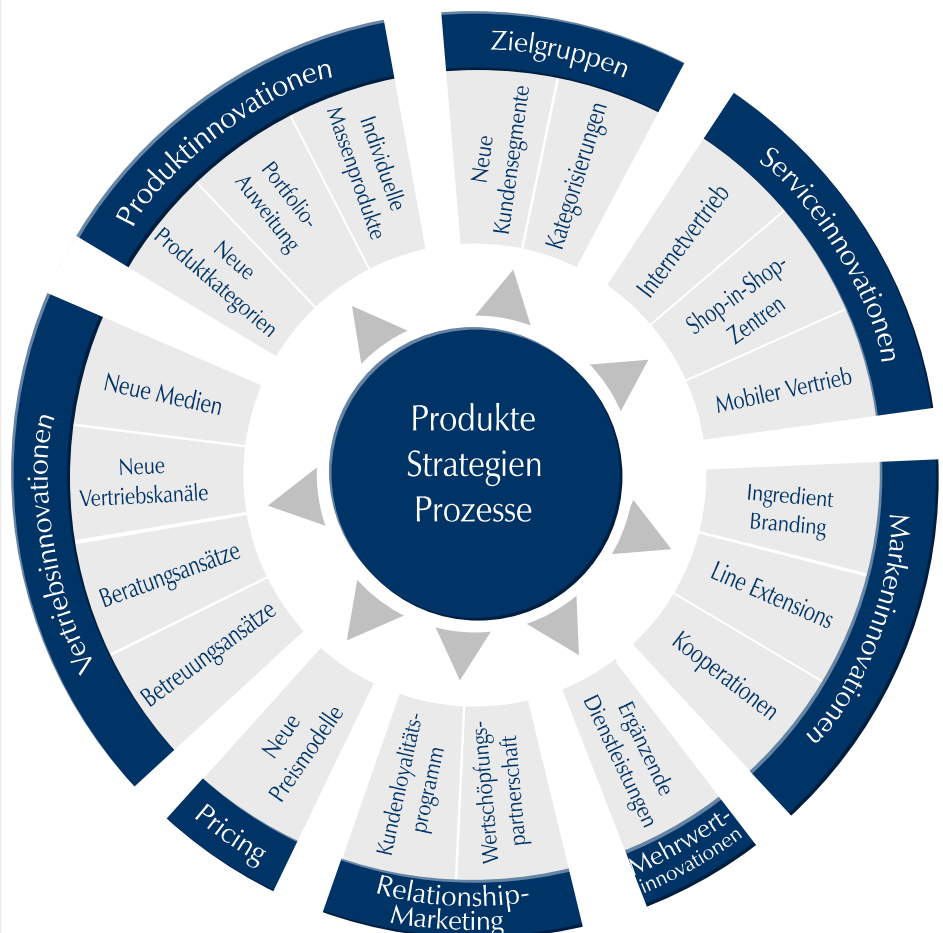 Produkte
Strategien
Prozesse
Zielgruppen
Neue
Kundensegmente
Kategorisierungen
Serviceinnovationen
Internetvertrieb
Shop-in-Shop-
Zentren
Mobiler Vertrieb
Markeninnovationen
Ingredient
Branding
Line Extensions
Kooperationen
Mehrwert-
innovationen
Ergänzende
Dienstleistungen
Relationship-
Marketing
Wertschöpfungs-
partnerschaft
Kundenloyalitäts-
programm
Pricing
Neue
Preismodelle
Vertriebsinnovationen
Betreuungsansätze
Beratungsansätze
Neue
Vertriebskanäle
Neue Medien
Produktinnovationen
Neue
Produktkategorien
Portfolio-
Auweitung
Individuelle
Massenprodukte